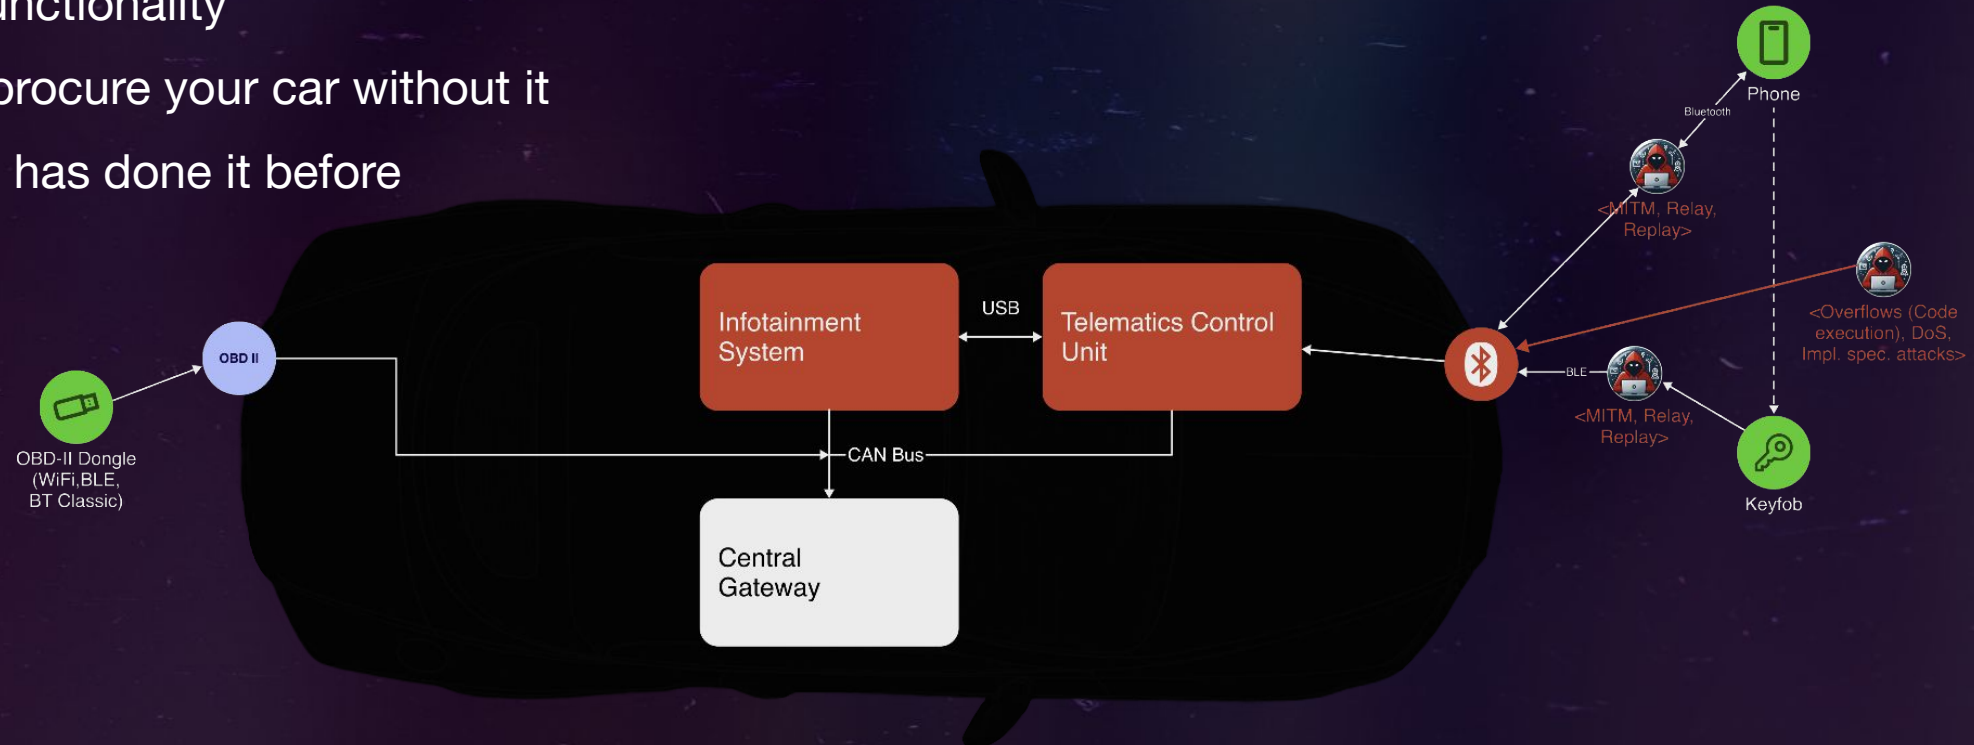 unctionality
procure your car without it
has done it before
Phone
Bluetooth
<MITM, Relay,
Replay>
<Overflows (Code
execution), DoS,
Impl. spec. attacks>
Infotainment
System
USB
Telematics Control
Unit
OBD II
BLE
<MITM, Relay,
Replay>
OBD-II Dongle
(WiFi,BLE,
BT Classic)
CAN Bus
Keyfob
Central
Gateway